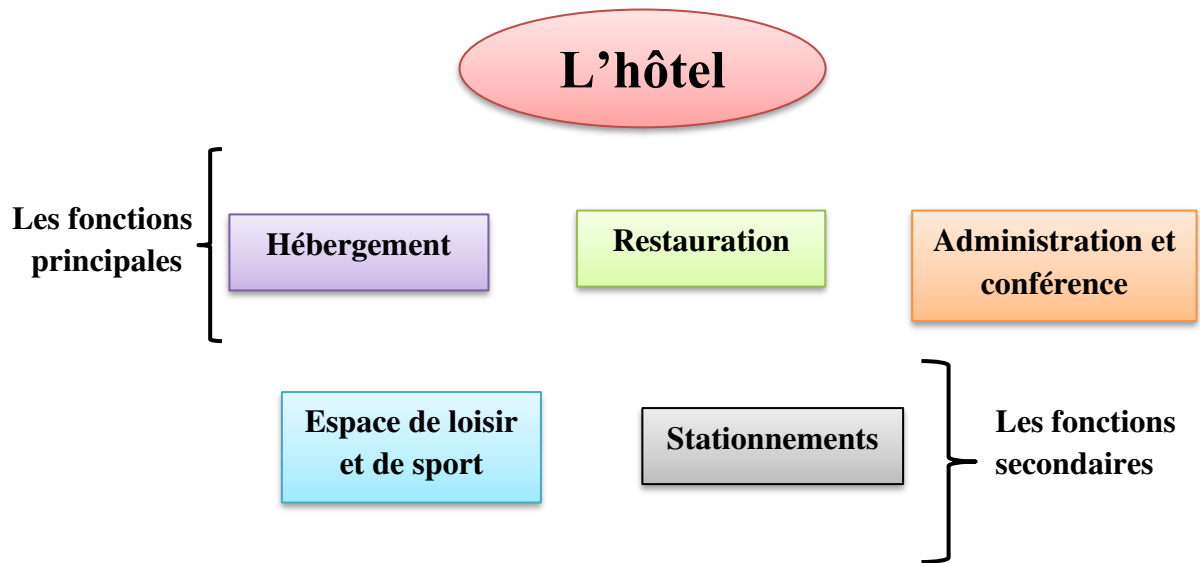 L’hôtel
Les fonctions
principales
Hébergement
Restauration
Administration et
conférence
Espace de loisir
et de sport
Stationnements
Les fonctions
secondaires